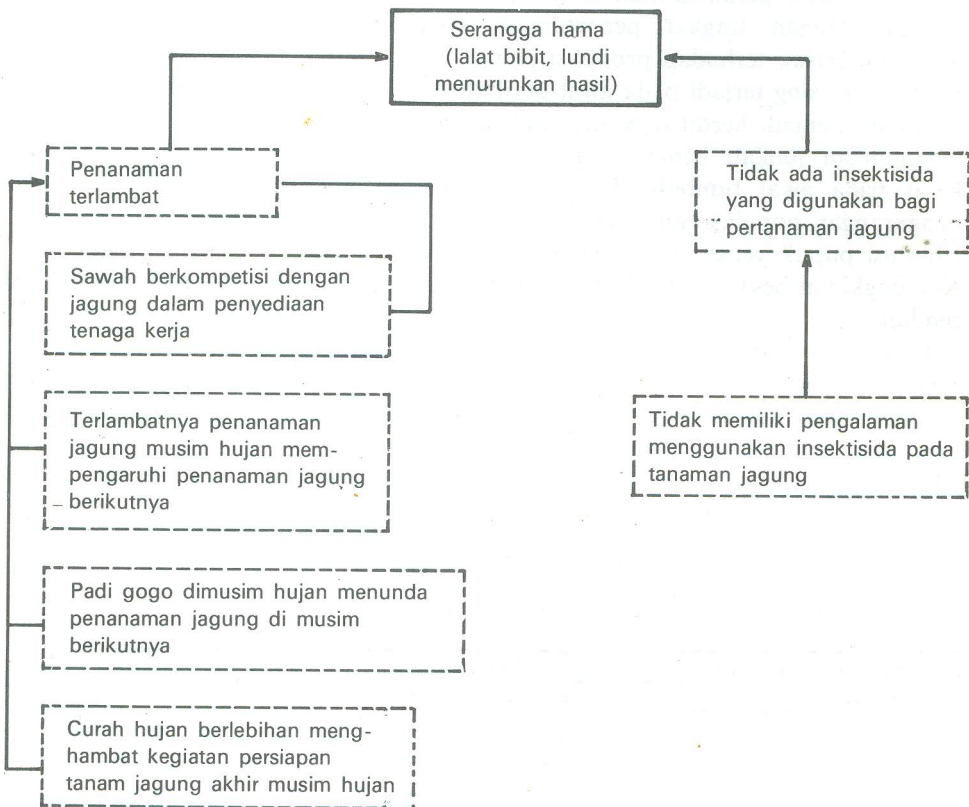 Serangga hama
(lalat bibit, lundi
menurunkan hasil)
Penanaman
terlambat
Tidak ada insektisida
yang digunakan bagi
pertanaman jagung
Sawah berkompetisi dengan
jagung dalam penyediaan
tenaga kerja
Terlambatnya penanaman
jagung musim hujan mem-
pengaruhi penanaman jagung
berikutnya
Tidak memiliki pengalaman
menggunakan insektisida pada
tanaman jagung
Padi gogo dimusim hujan menunda
penanaman jagung di musim
berikutnya
Curah hujan berlebihan meng-
hambat kegiatan persiapan
tanam jagung akhir musim hujan